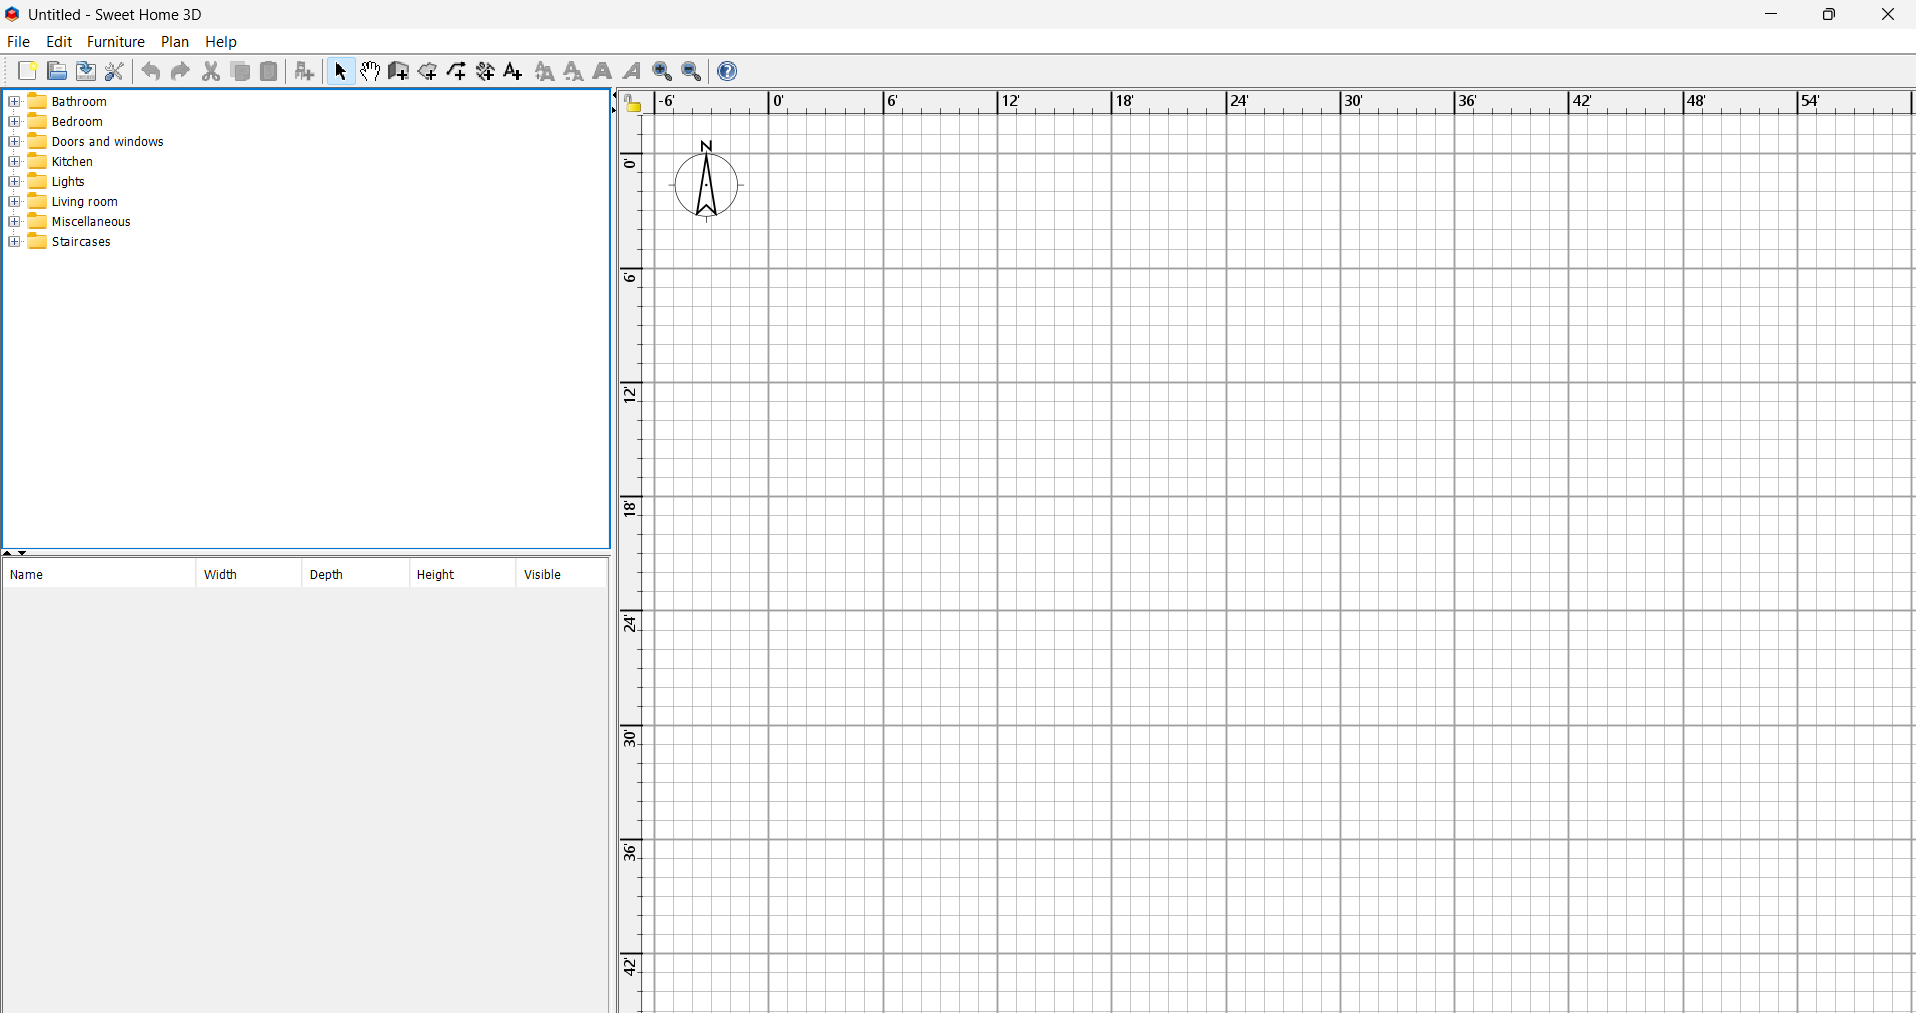 Untitled - Sweet Home 3D
File Edit Furniture Plan Help
Bathroom
Bedroom
Doors and windows
Kitchen
Lights
Living room
Miscellaneous
Staircases
Name Width Depth Height Visible
-6' 0' 6' 12' 18' 24' 30' 36' 42' 48' 54'
N
0'
6'
12'
18'
24'
30'
36'
42'